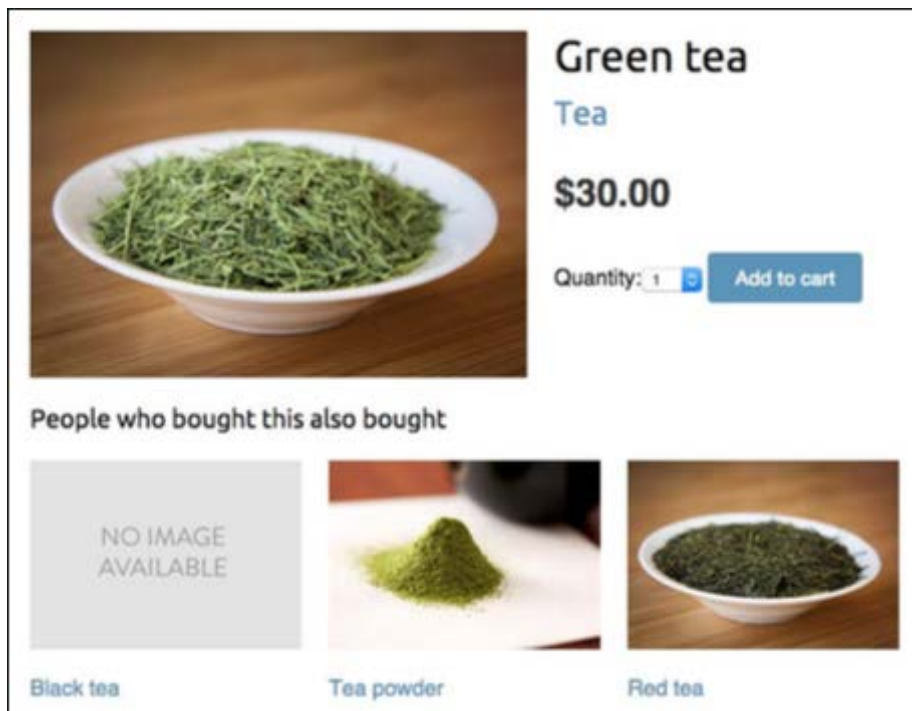 Green tea
Tea
$30.00
Quantity: 1 Add to cart
People who bought this also bought
NO IMAGE
AVAILABLE
Black tea
Tea powder
Red tea